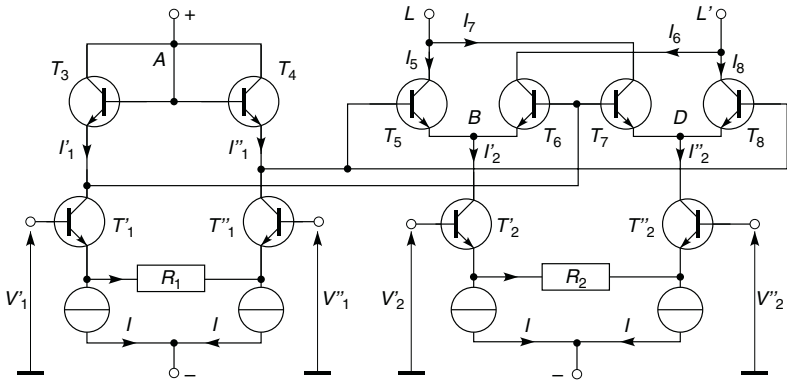 + L I7 L'
A I6
T3 T4 I5 I8
B D
T5 T6 T7 T8
I'1 I"1 I'2 I"2
T'1 T"1 T'2 T"2
R1 R2
V'1 V"1 V'2 V"2
I I I I
– –